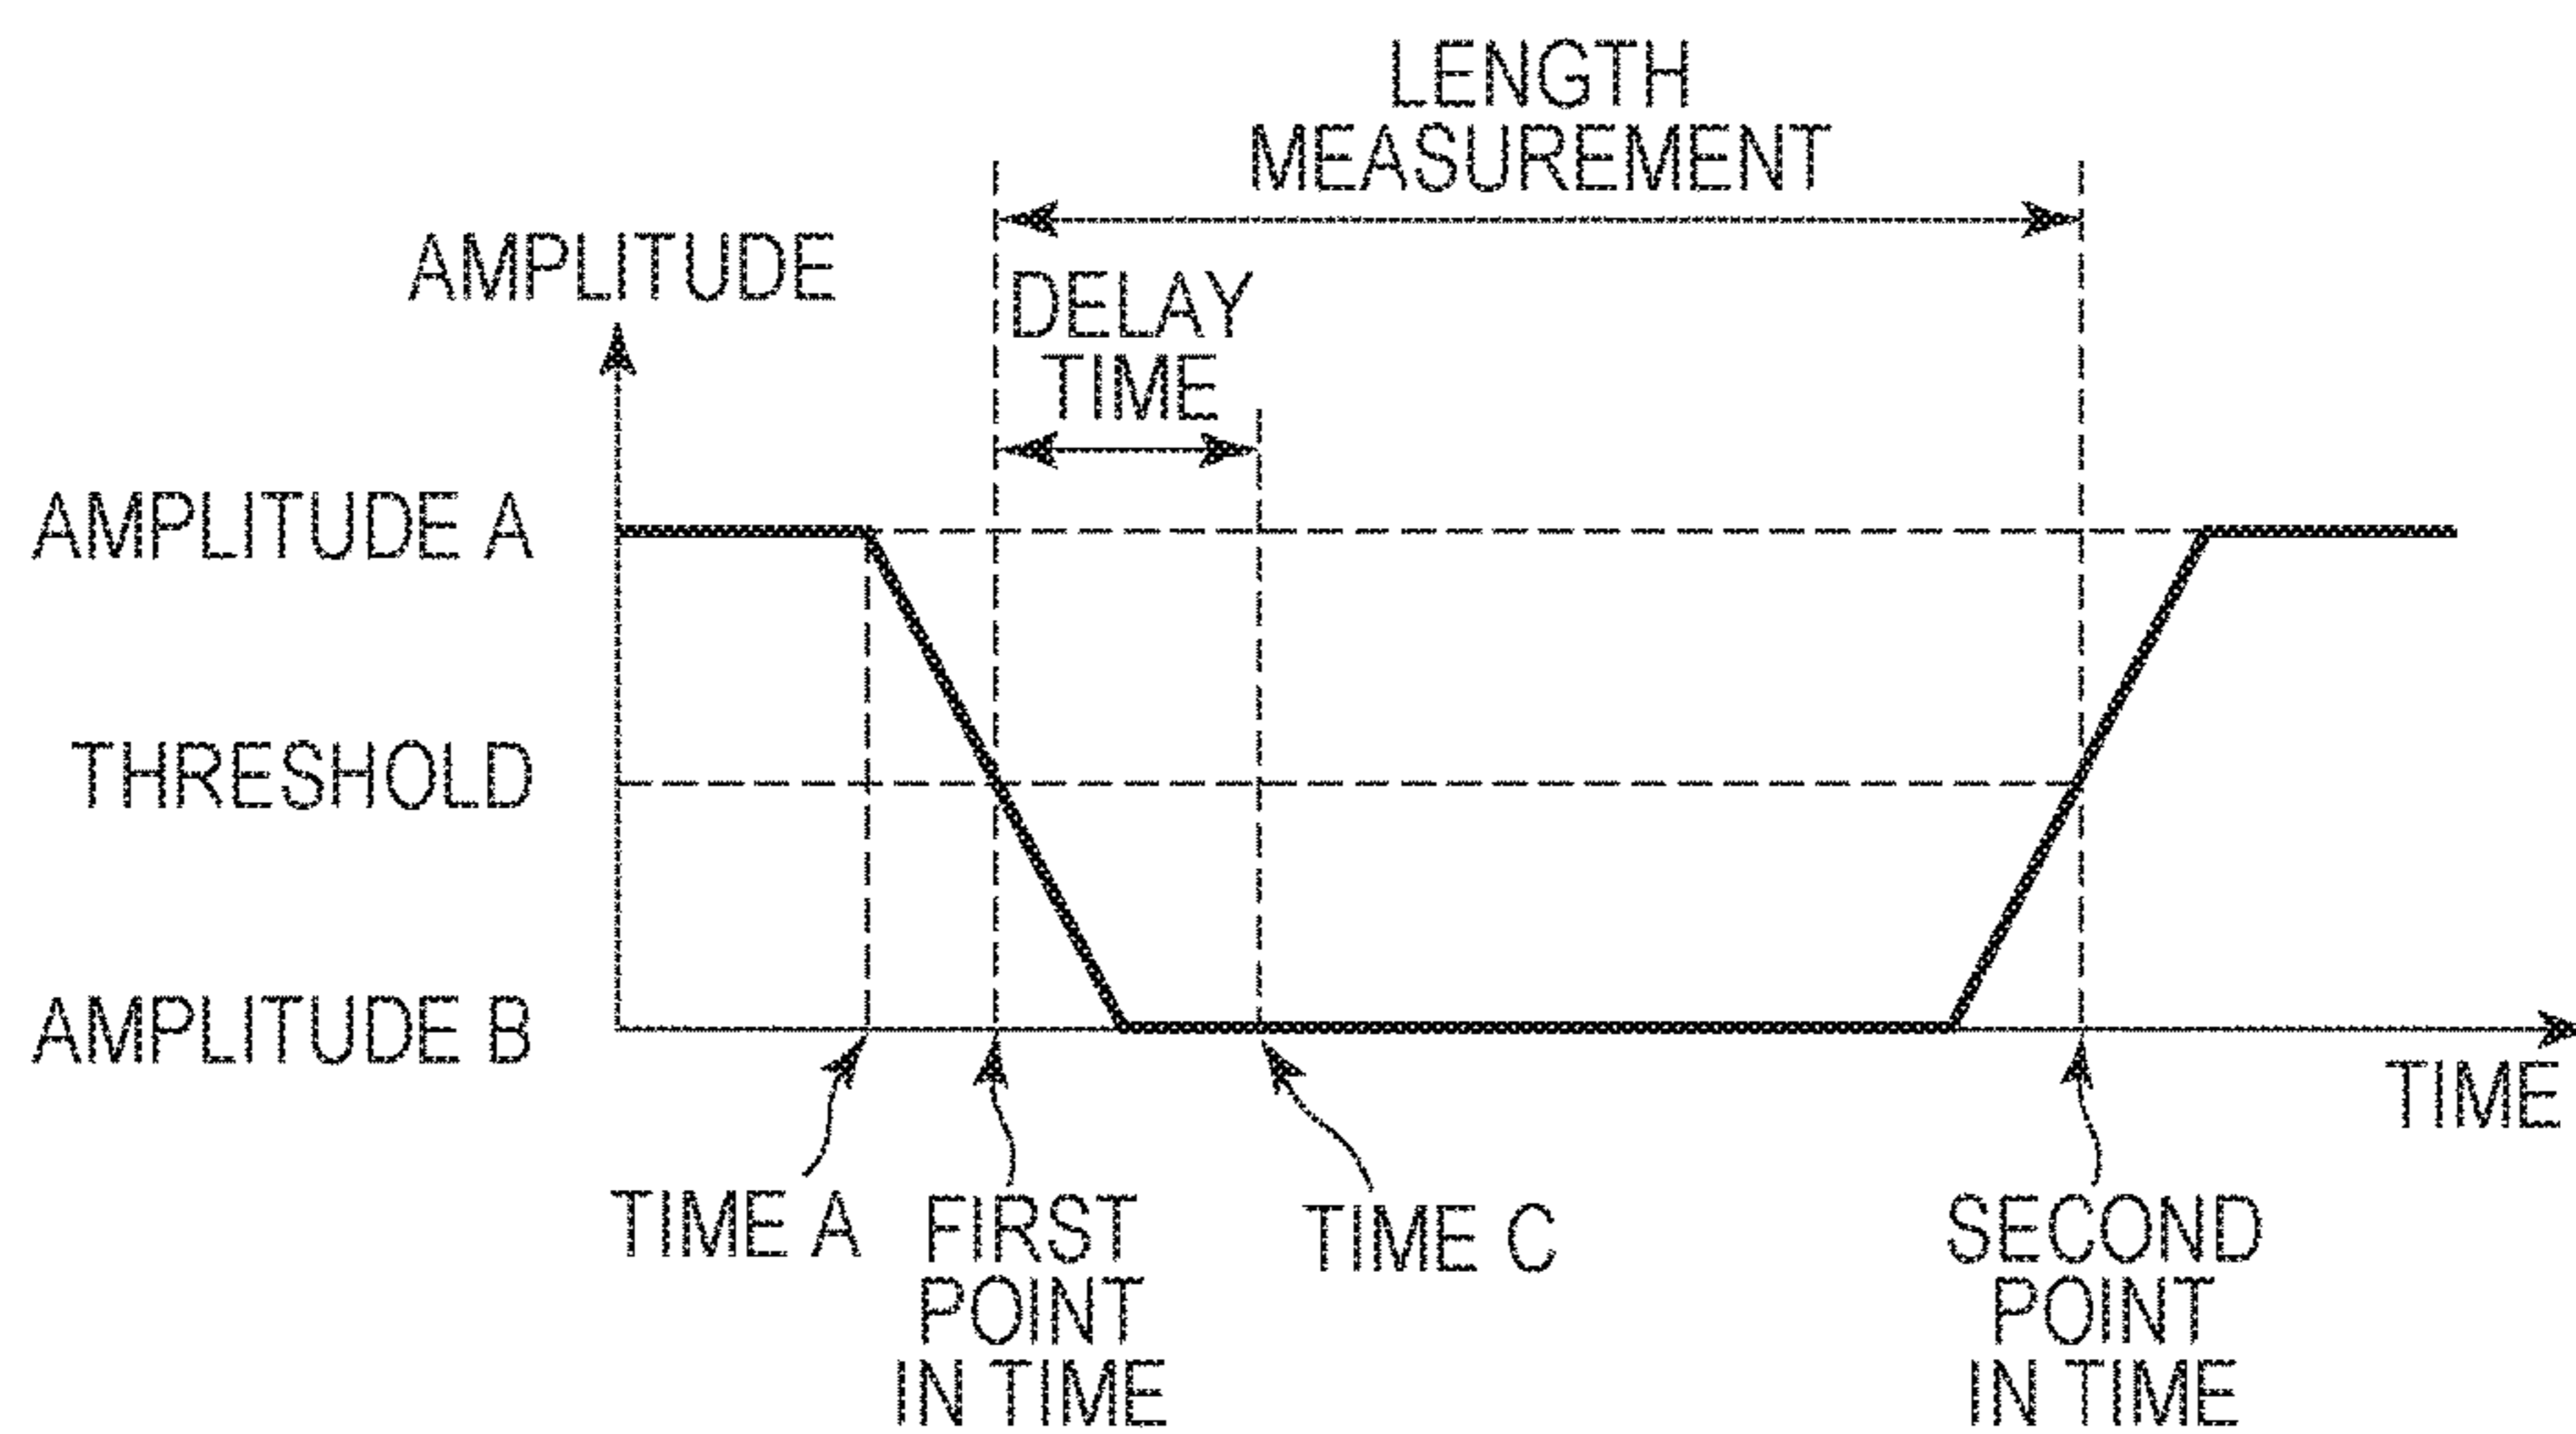 LENGTH
MEASUREMENT
AMPLITUDE
DELAY
TIME
AMPLITUDE A
THRESHOLD
AMPLITUDE B
TIME
TIME A
FIRST
POINT
IN TIME
TIME C
SECOND
POINT
IN TIME